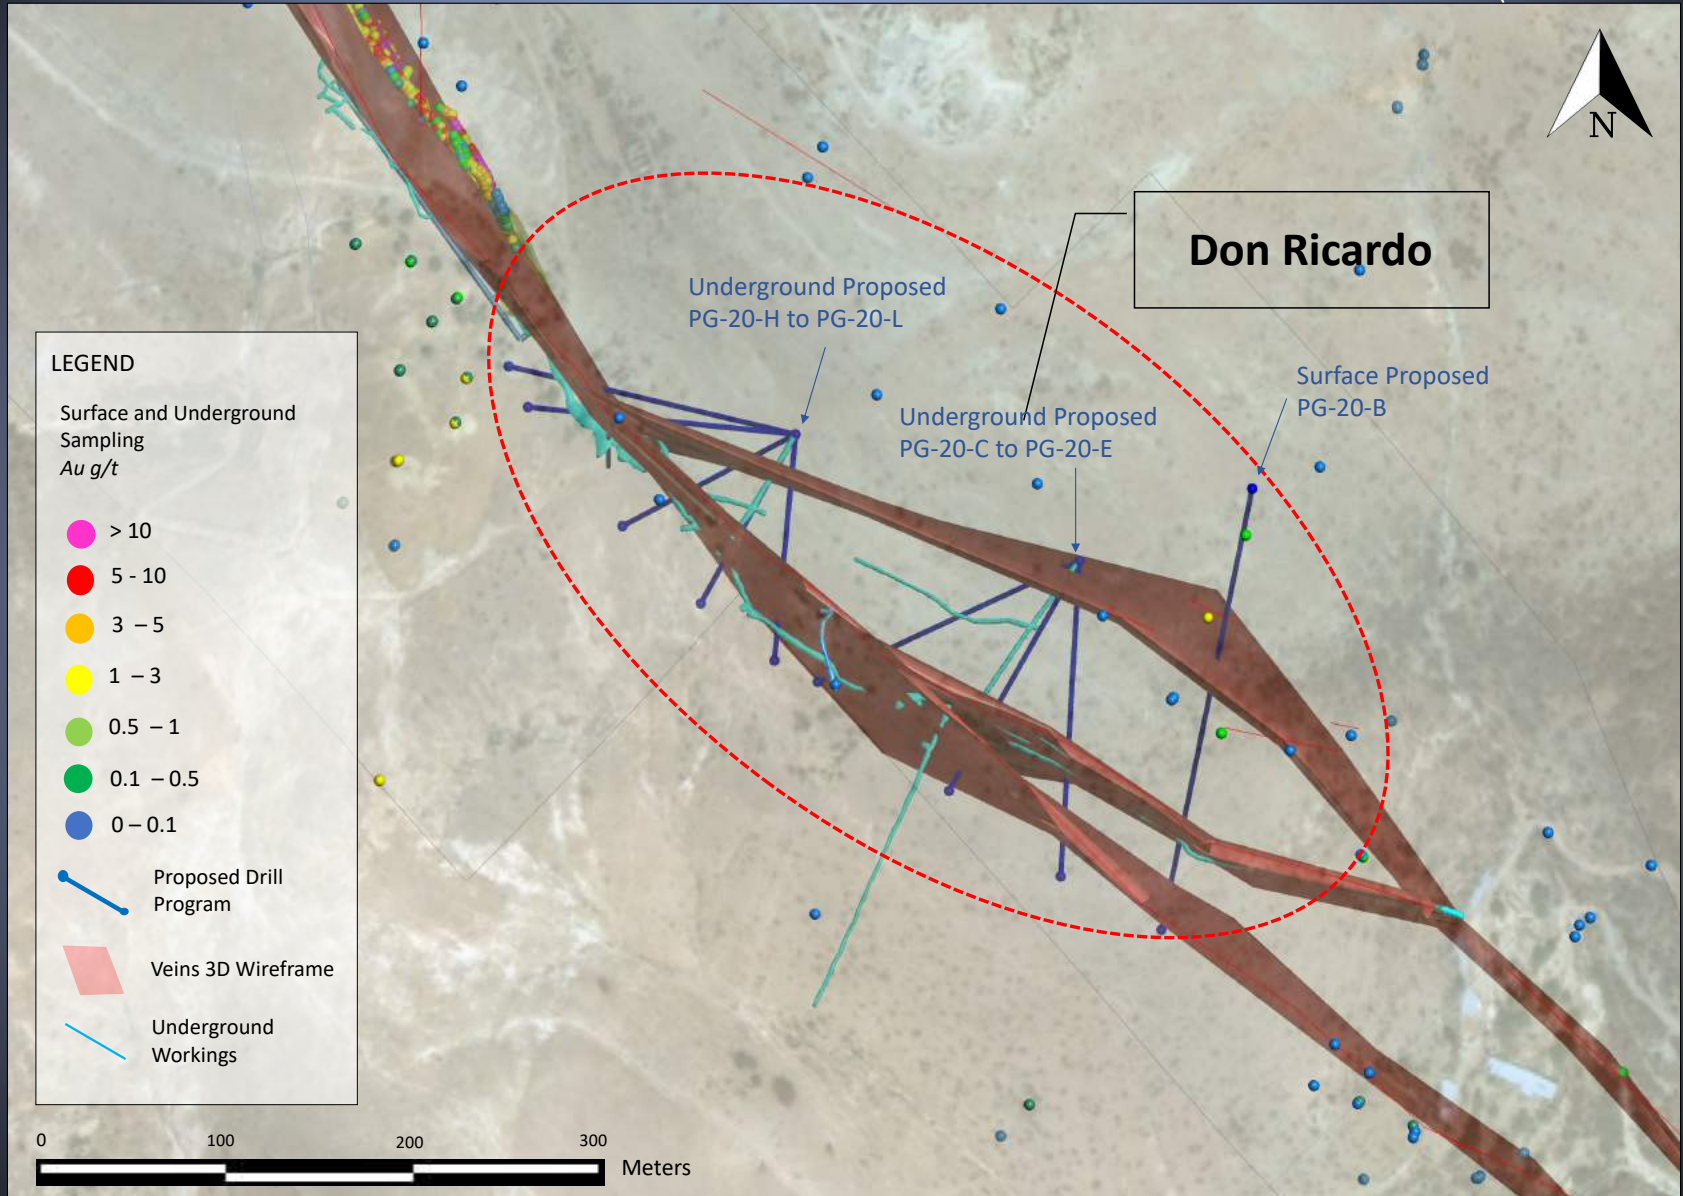 N
Don Ricardo
Underground Proposed
PG-20-H to PG-20-L
Surface Proposed
PG-20-B
Underground Proposed
PG-20-C to PG-20-E
LEGEND
Surface and Underground
Sampling
Au g/t
> 10
5 - 10
3 – 5
1 – 3
0.5 – 1
0.1 – 0.5
0 – 0.1
Proposed Drill
Program
Veins 3D Wireframe
Underground
Workings
0 100 200 300
Meters